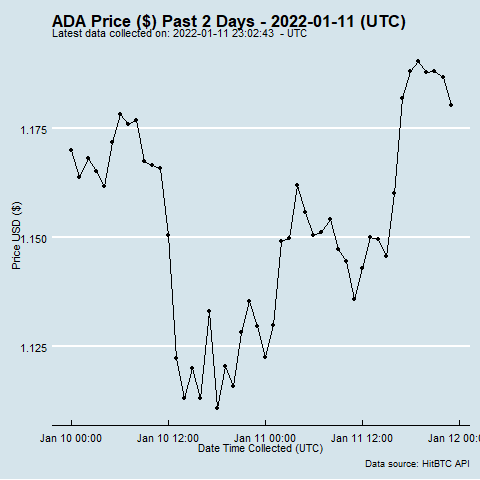 ADA Price ($) Past 2 Days - 2022-01-11 (UTC)
Latest data collected on: 2022-01-11 23:02:43 - UTC
1.175
1.150
1.125
Price USD ($)
Jan 10 00:00 Jan 10 12:00 Jan 11 00:00 Jan 11 12:00 Jan 12 00:0
Date Time Collected (UTC)
Data source: HitBTC API